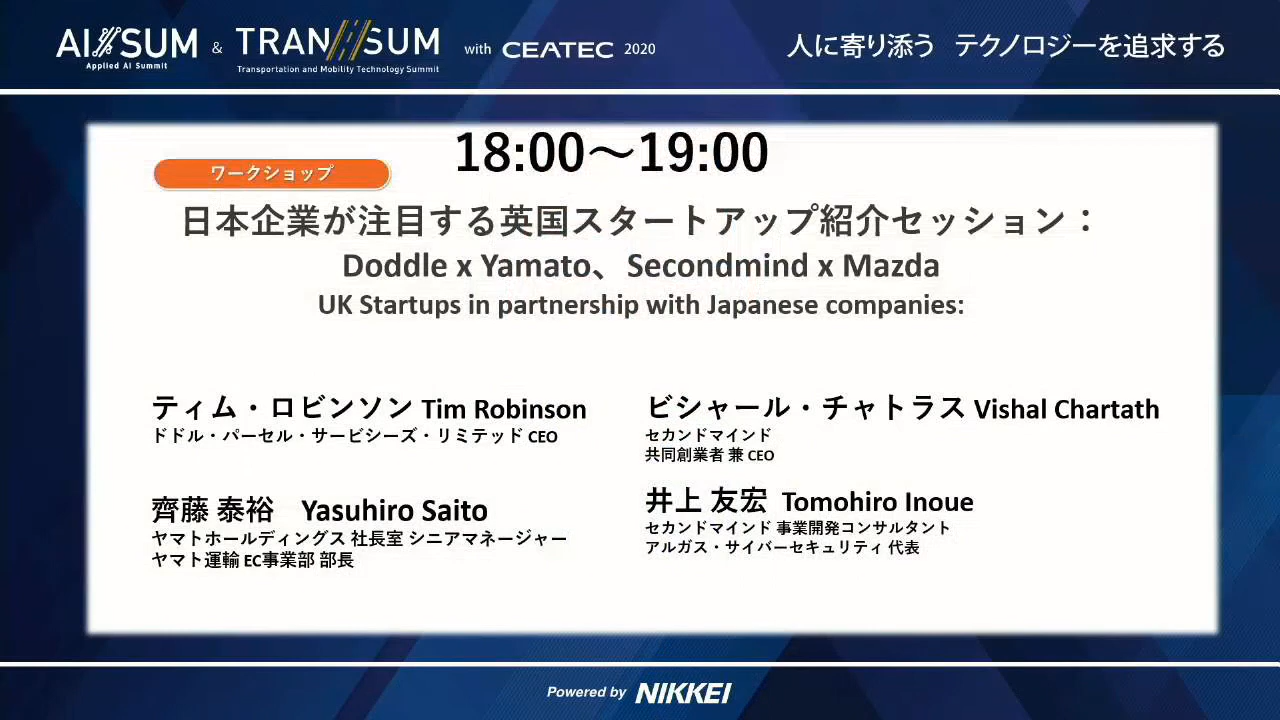 AI//SUM & TRAN//SUM with CEATEC 2020 人に寄り添う テクノロジーを追求する
Applied AI Summit
Transportation and Mobility Technology Summit
18:00～19:00
ワークショップ
日本企業が注目する英国スタートアップ紹介セッション：
Doddle x Yamato、Secondmind x Mazda
UK Startups in partnership with Japanese companies:
ティム・ロビンソン Tim Robinson
ドドル・パーセル・サービシーズ・リミテッド CEO
ビシャール・チャトラス Vishal Chartath
セカンドマインド
共同創業者 兼 CEO
齊藤 泰裕 Yasuhiro Saito
ヤマトホールディングス 社長室 シニアマネージャー
ヤマト運輸 EC事業部 部長
井上 友宏 Tomohiro Inoue
セカンドマインド 事業開発コンサルタント
アルガス・サイバーセキュリティ 代表
Powered by NIKKEI